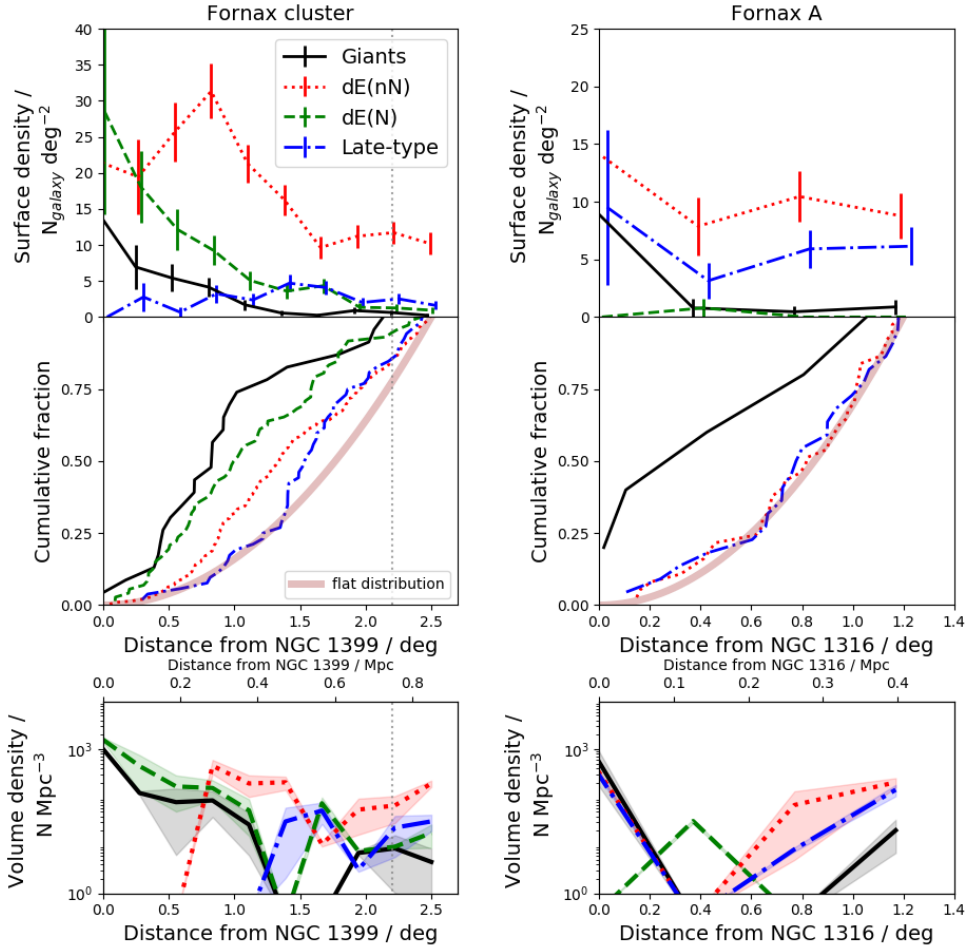 Fornax cluster
Surface density /
N_galaxy deg⁻²
40
35
30
25
20
15
10
5
0
Giants
dE(nN)
dE(N)
Late-type
Cumulative fraction
0.75
0.50
0.25
0.00
flat distribution
0.0 0.5 1.0 1.5 2.0 2.5
Distance from NGC 1399 / deg
Fornax A
Surface density /
N_galaxy deg⁻²
25
20
15
10
5
0
Cumulative fraction
0.75
0.50
0.25
0.00
0.0 0.2 0.4 0.6 0.8 1.0 1.2 1.4
Distance from NGC 1316 / deg
Distance from NGC 1399 / Mpc
0.0 0.2 0.4 0.6 0.8
Volume density /
N Mpc⁻³
10³
10⁰
0.0 0.5 1.0 1.5 2.0 2.5
Distance from NGC 1399 / deg
Distance from NGC 1316 / Mpc
0.0 0.1 0.2 0.3 0.4
Volume density /
N Mpc⁻³
10³
10⁰
0.0 0.2 0.4 0.6 0.8 1.0 1.2 1.4
Distance from NGC 1316 / deg